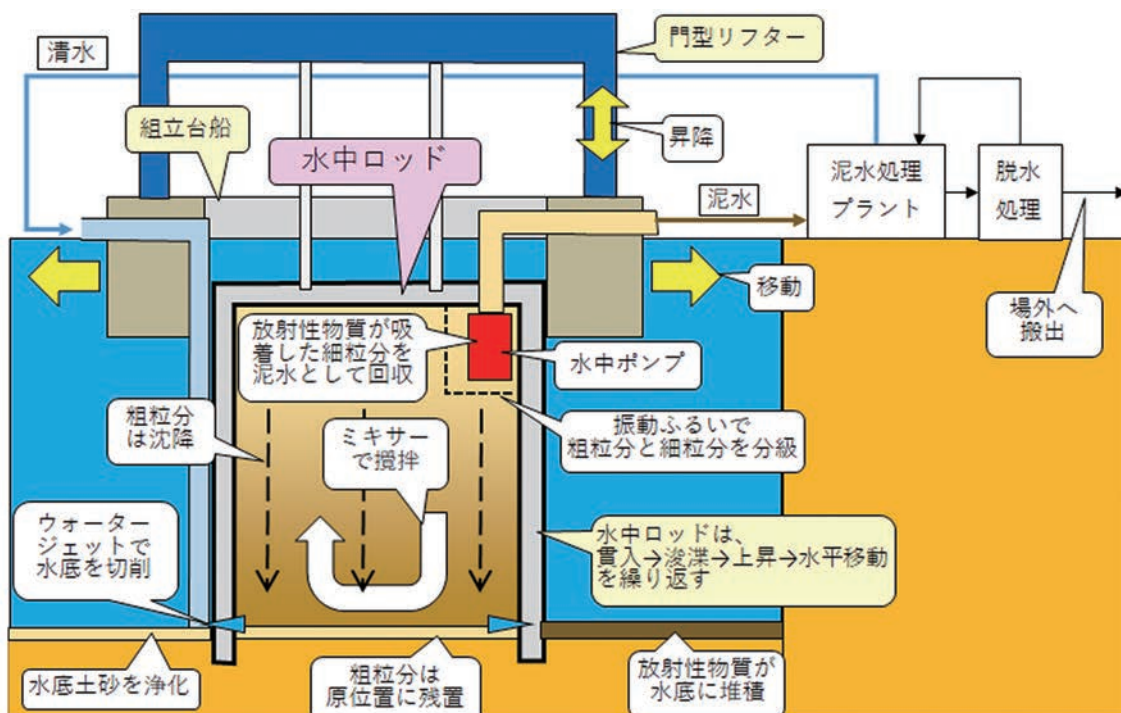 清水
門型リフター
組立台船
昇降
水中ロッド
泥水
泥水処理
プラント
脱水
処理
移動
場外へ
搬出
放射性物質が吸
着した細粒分を
泥水として回収
水中ポンプ
粗粒分
は沈降
ミキサー
で攪拌
振動ふるいで
粗粒分と細粒分を分級
ウォーター
ジェットで
水底を切削
水中ロッドは、
貫入→浚渫→上昇→水平移動
を繰り返す
水底土砂を浄化
粗粒分は
原位置に残置
放射性物質が
水底に堆積